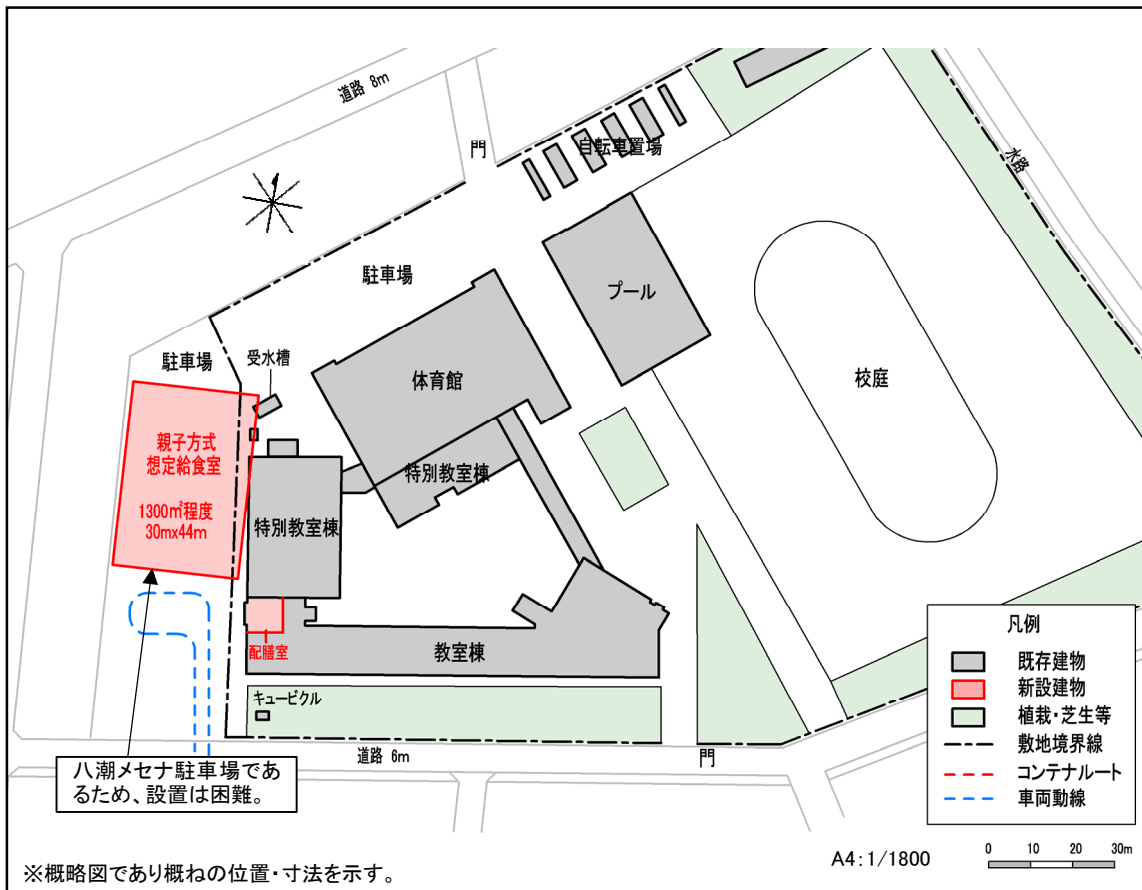 道路 8m
門
自転車置場
水路
駐車場
プール
駐車場
受水槽
体育館
校庭
親子方式
想定給食室
1300㎡程度
30mx44m
特別教室棟
特別教室棟
配膳室
教室棟
キュービクル
道路 6m
門
八潮メセナ駐車場であ
るため、設置は困難。
凡例
既存建物
新設建物
植栽・芝生等
敷地境界線
コンテナルート
車両動線
A4:1/1800
0 10 20 30m
※概略図であり概ねの位置・寸法を示す。